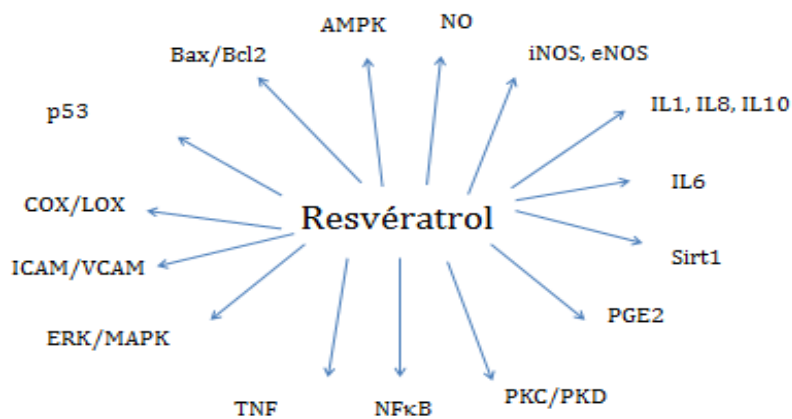 AMPK
NO
Bax/Bcl2
iNOS, eNOS
p53
IL1, IL8, IL10
IL6
COX/LOX
Resvératrol
Sirt1
ICAM/VCAM
PGE2
ERK/MAPK
TNF
NFκB
PKC/PKD